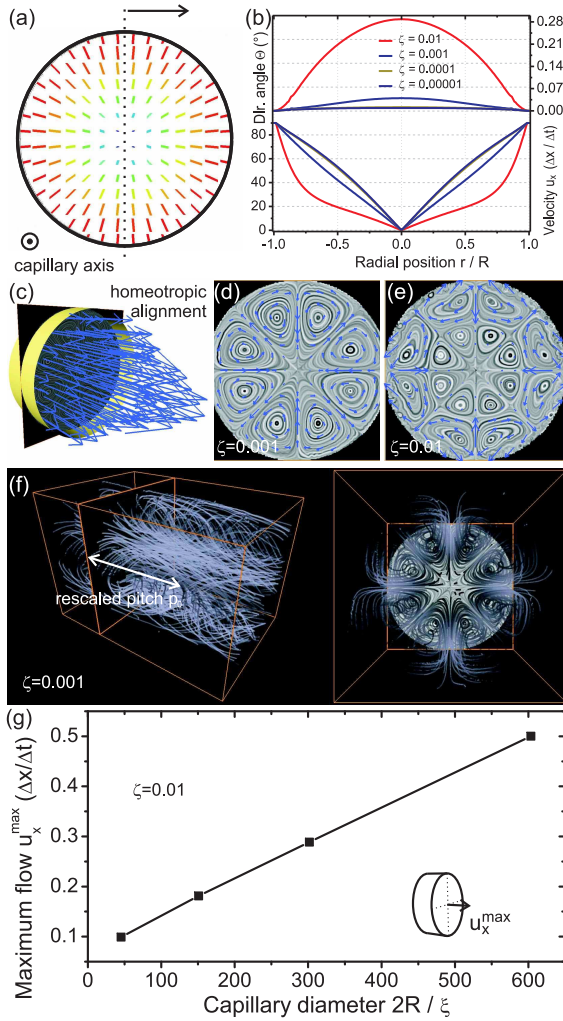 (a)
capillary axis
(b)
Dir. angle Θ (°)
80
60
40
20
0
ζ = 0.01
ζ = 0.001
ζ = 0.0001
ζ = 0.00001
0.28
0.21
0.14
0.07
0.00
Velocity uₓ (Δx / Δt)
-1.0 -0.5 0.0 0.5 1.0
Radial position r / R
(c)
homeotropic
alignment
(d)
ζ=0.001
(e)
ζ=0.01
(f)
rescaled pitch p
ζ=0.001
(g)
Maximum flow uₓᵐᵃˣ (Δx/Δt)
0.5
0.4
0.3
0.2
0.1
ζ=0.01
uₓᵐᵃˣ
0 100 200 300 400 500 600
Capillary diameter 2R / ξ